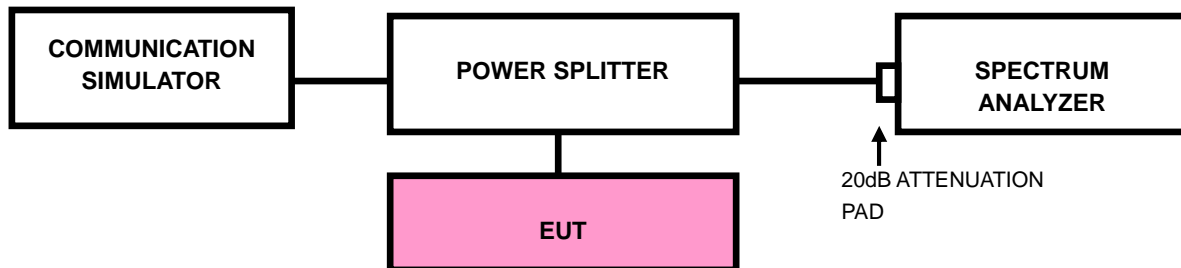 COMMUNICATION
SIMULATOR
POWER SPLITTER
SPECTRUM
ANALYZER
20dB ATTENUATION
PAD
EUT